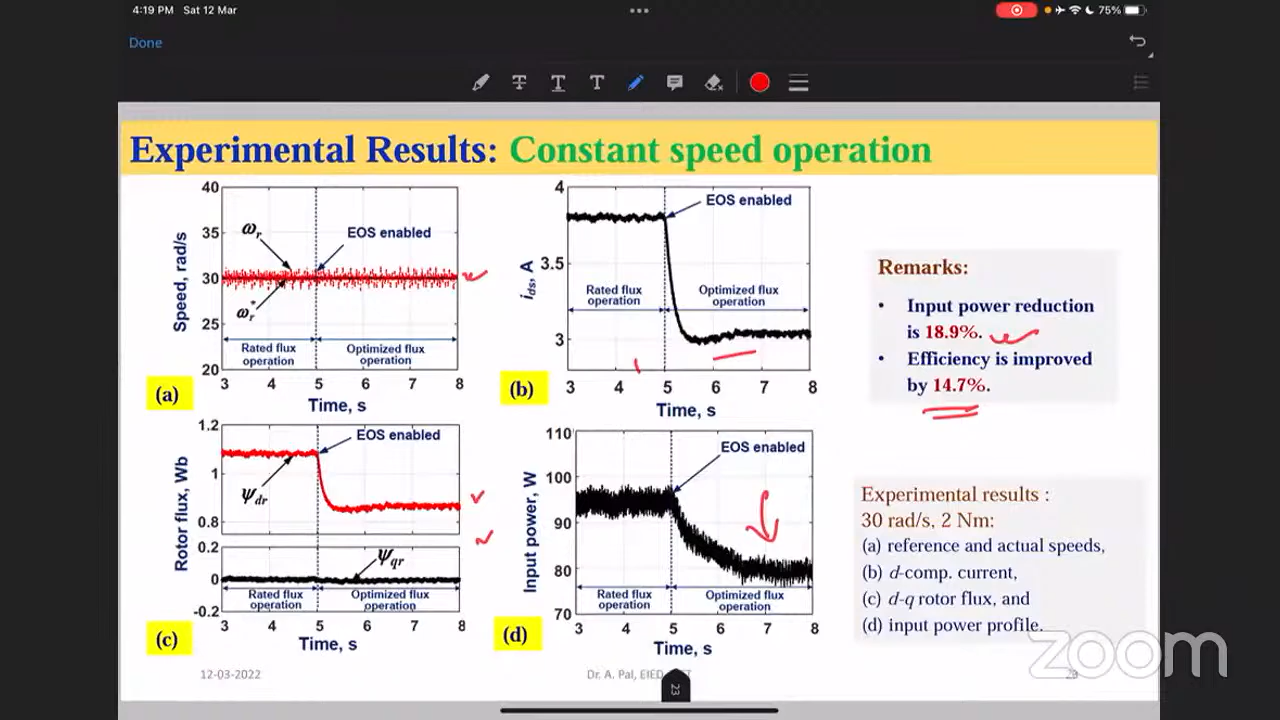 4:19 PM Sat 12 Mar
75%
Done
Experimental Results: Constant speed operation
40
35
30
25
20
Speed, rad/s
ωr
ωr*
EOS enabled
Rated flux operation
Optimized flux operation
3 4 5 6 7 8
Time, s
(a)
4
3.5
3
ids, A
EOS enabled
Rated flux operation
Optimized flux operation
3 4 5 6 7 8
Time, s
(b)
Remarks:
• Input power reduction
is 18.9%.
• Efficiency is improved
by 14.7%.
1.2
1
0.8
0.2
0
-0.2
Rotor flux, Wb
EOS enabled
ψdr
ψqr
Rated flux operation
Optimized flux operation
3 4 5 6 7 8
Time, s
(c)
110
100
90
80
70
Input power, W
EOS enabled
Rated flux operation
Optimized flux operation
3 4 5 6 7 8
Time, s
(d)
Experimental results :
30 rad/s, 2 Nm:
(a) reference and actual speeds,
(b) d-comp. current,
(c) d-q rotor flux, and
(d) input power profile.
12-03-2022
Dr. A. Pal, EIED,
23
zoom